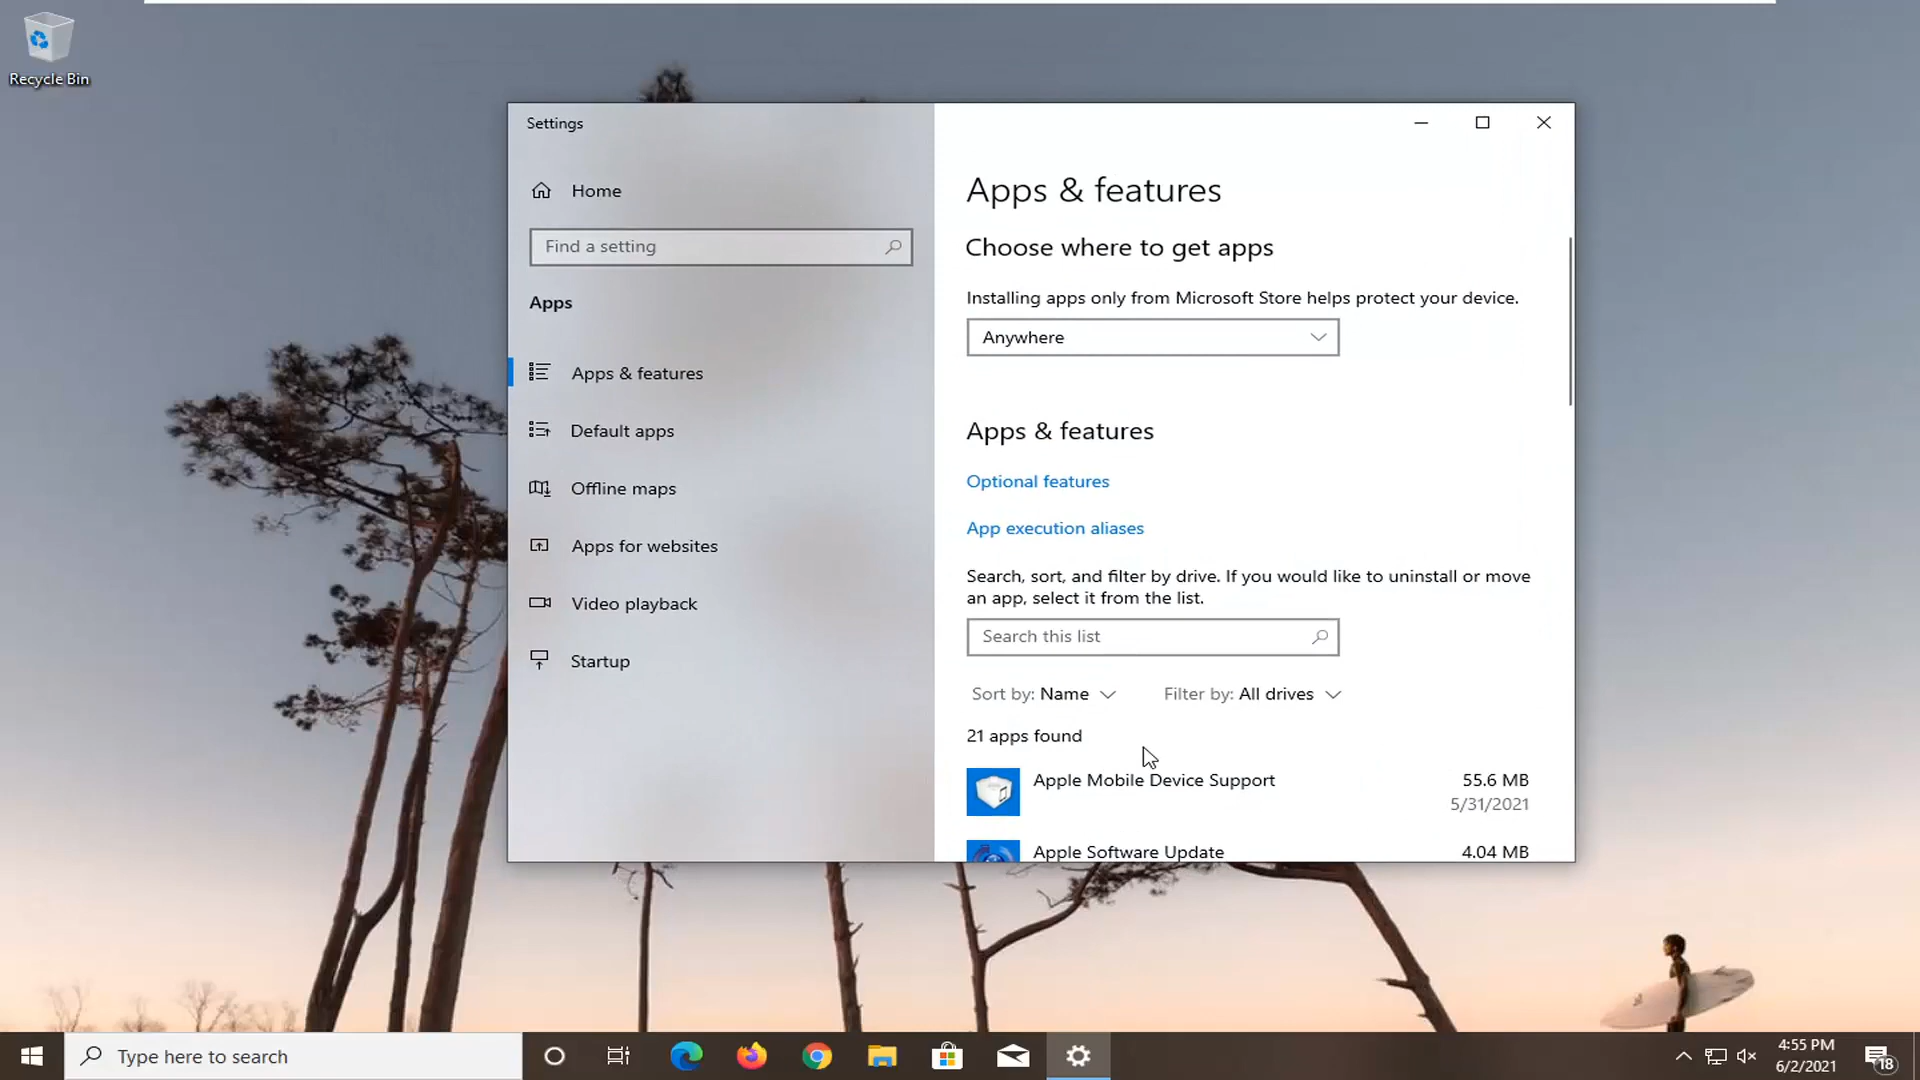 Recycle Bin
Settings
Home
Find a setting
Apps
Apps & features
Default apps
Offline maps
Apps for websites
Video playback
Startup
Apps & features
Choose where to get apps
Installing apps only from Microsoft Store helps protect your device.
Anywhere
Apps & features
Optional features
App execution aliases
Search, sort, and filter by drive. If you would like to uninstall or move
an app, select it from the list.
Search this list
Sort by: Name Filter by: All drives
21 apps found
Apple Mobile Device Support 55.6 MB
5/31/2021
Apple Software Update 4.04 MB
Type here to search
4:55 PM
6/2/2021
18